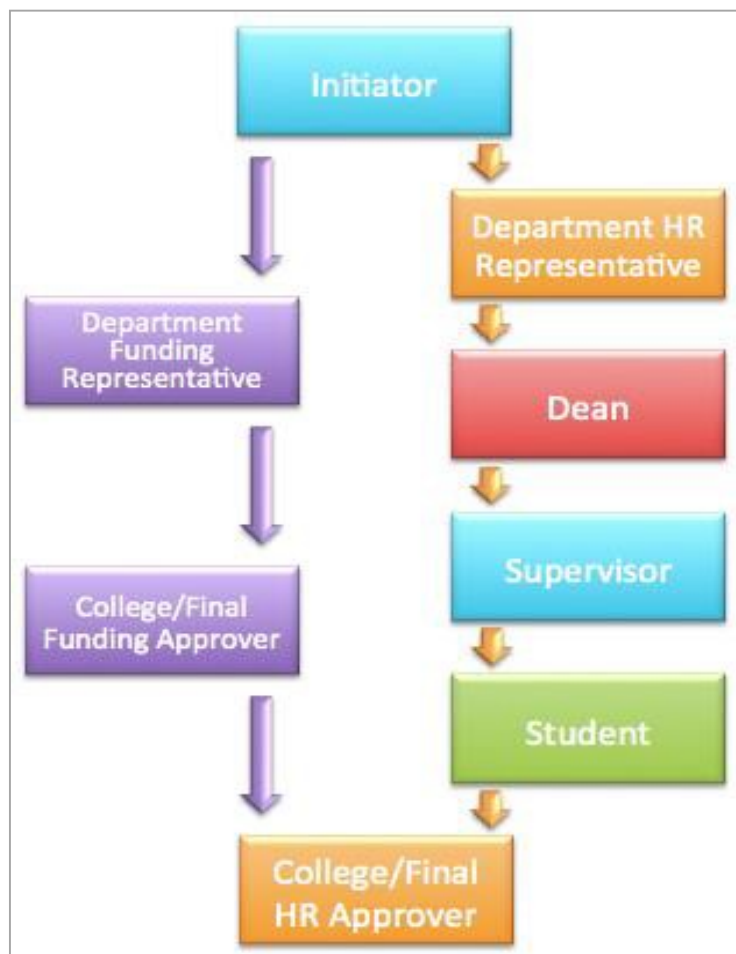 Initiator
Department HR
Representative
Department
Funding
Representative
Dean
Supervisor
College/Final
Funding Approver
Student
College/Final
HR Approver